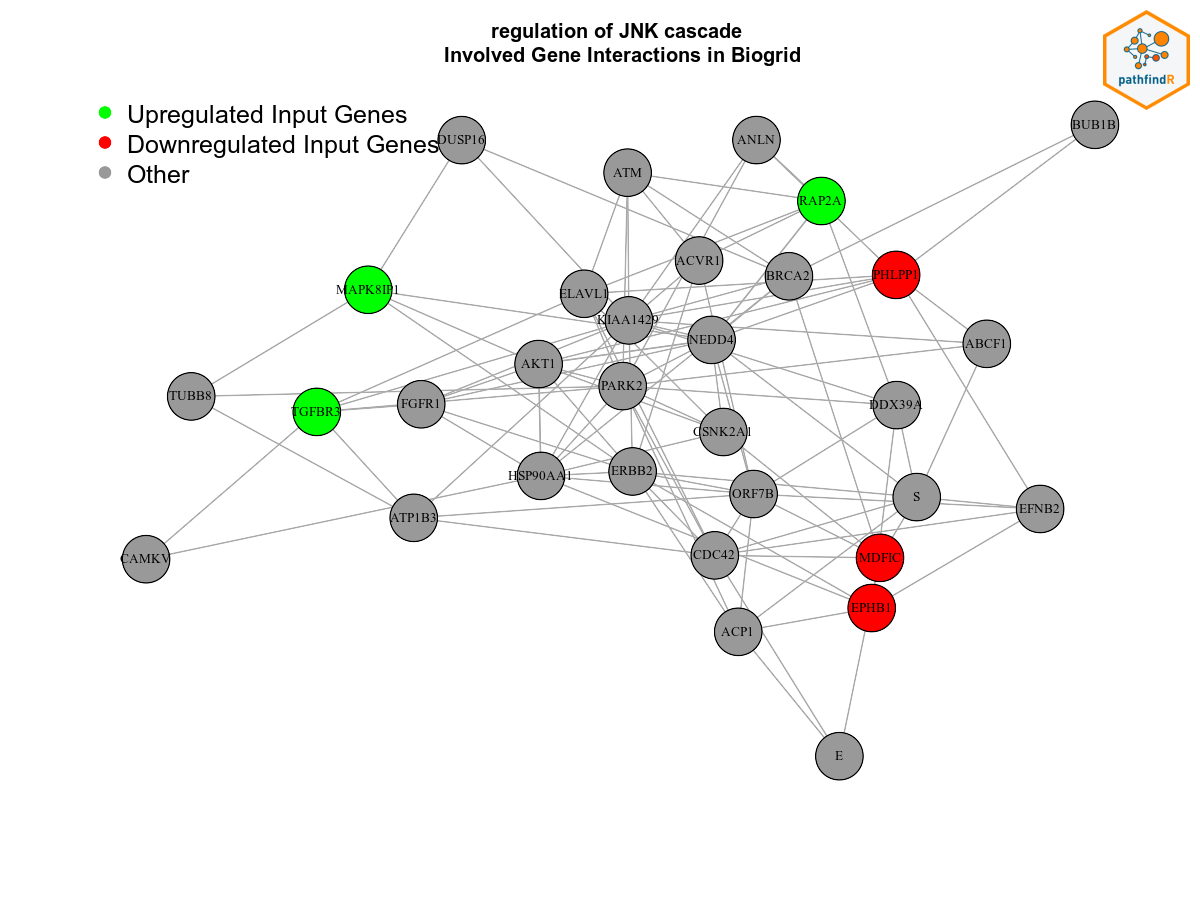 regulation of JNK cascade
Involved Gene Interactions in Biogrid
pathfindR
Upregulated Input Genes
Downregulated Input Genes
Other
BUB1B
DUSP16
ANLN
ATM
RAP2A
ACVR1
PHLPP1
BRCA2
MAPK8IP1
ELAVL1
KIAA1429
NEDD4
ABCF1
AKT1
PARK2
TUBB8
FGFR1
DDX39A
TGFBR3
CSNK2A1
ERBB2
HSP90AA1
ORF7B
S
EFNB2
ATP1B3
CDC42
MDFIC
CAMKV
EPHB1
ACP1
E